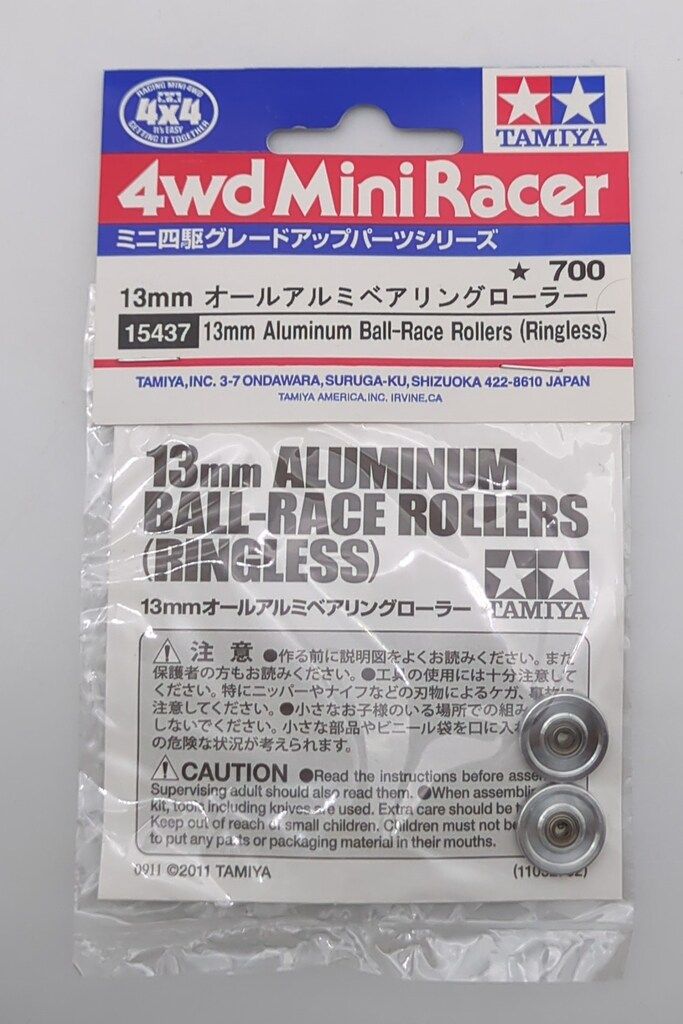 RACING MINI 4WD
4x4
It's EASY
GETTING IT TOGETHER
TAMIYA
4wd Mini Racer
ミニ四駆グレードアップパーツシリーズ
★ 700
13mm オールアルミベアリングローラー
15437 13mm Aluminum Ball-Race Rollers (Ringless)
TAMIYA,INC. 3-7 ONDAWARA,SURUGA-KU,SHIZUOKA 422-8610 JAPAN
TAMIYA AMERICA,INC. IRVINE,CA
13mm ALUMINUM
BALL-RACE ROLLERS
(RINGLESS)
TAMIYA
13mmオールアルミベアリングローラー
注意 ●作る前に説明図をよくお読みください。また
保護者の方もお読みください。●工具の使用には十分注意して
ください。特にニッパーやナイフなどの刃物によるケガ、事故に
注意してください。●小さなお子様のいる場所での組み
しないでください。小さな部品やビニール袋を口に入れ
の危険な状況が考えられます。
CAUTION ●Read the instructions before
Supervising adult should also read them. ●When
kit, tools including knives are used. Extra care should be
Keep out of reach of small children. Children must not be
to put any parts or packaging material in their mouths.
0911 ©2011 TAMIYA